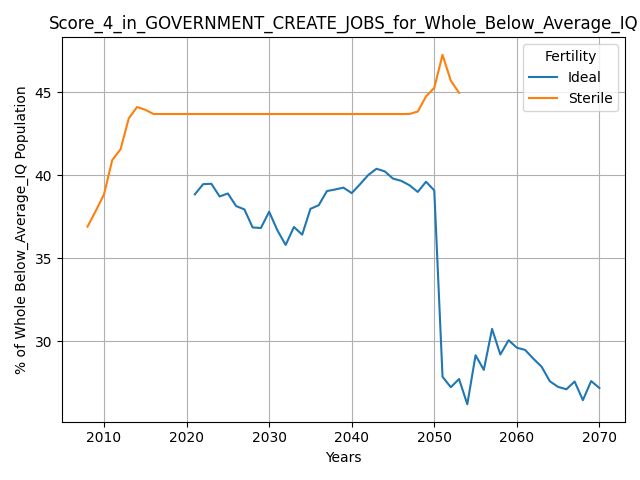 Score_4_in_GOVERNMENT_CREATE_JOBS_for_Whole_Below_Average_IQ
% of Whole Below_Average_IQ Population
45
40
35
30
Fertility
Ideal
Sterile
2010 2020 2030 2040 2050 2060 2070
Years